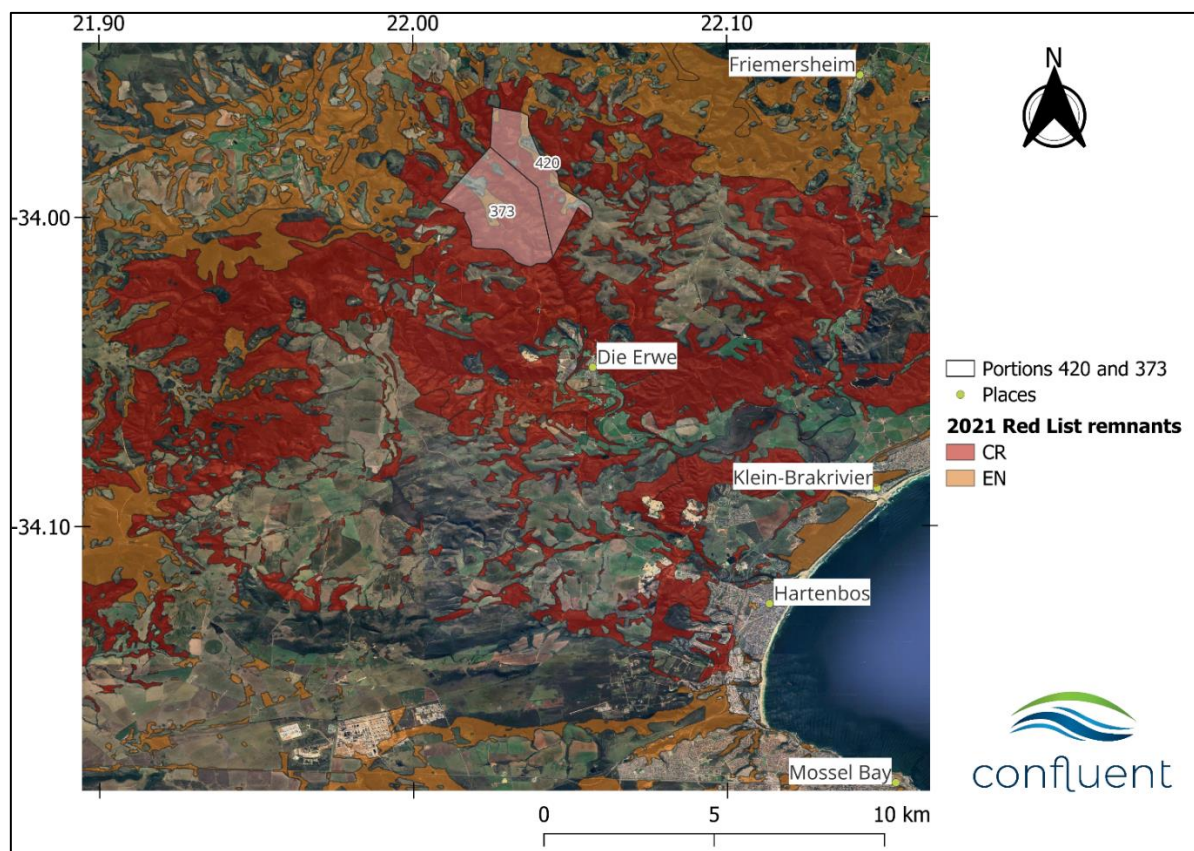 21.90 22.00 22.10
Friemersheim
N
420
-34.00
373
Die Erwe
Portions 420 and 373
Places
2021 Red List remnants
CR
EN
Klein-Brakrivier
-34.10
Hartenbos
Mossel Bay
confluent
0 5 10 km